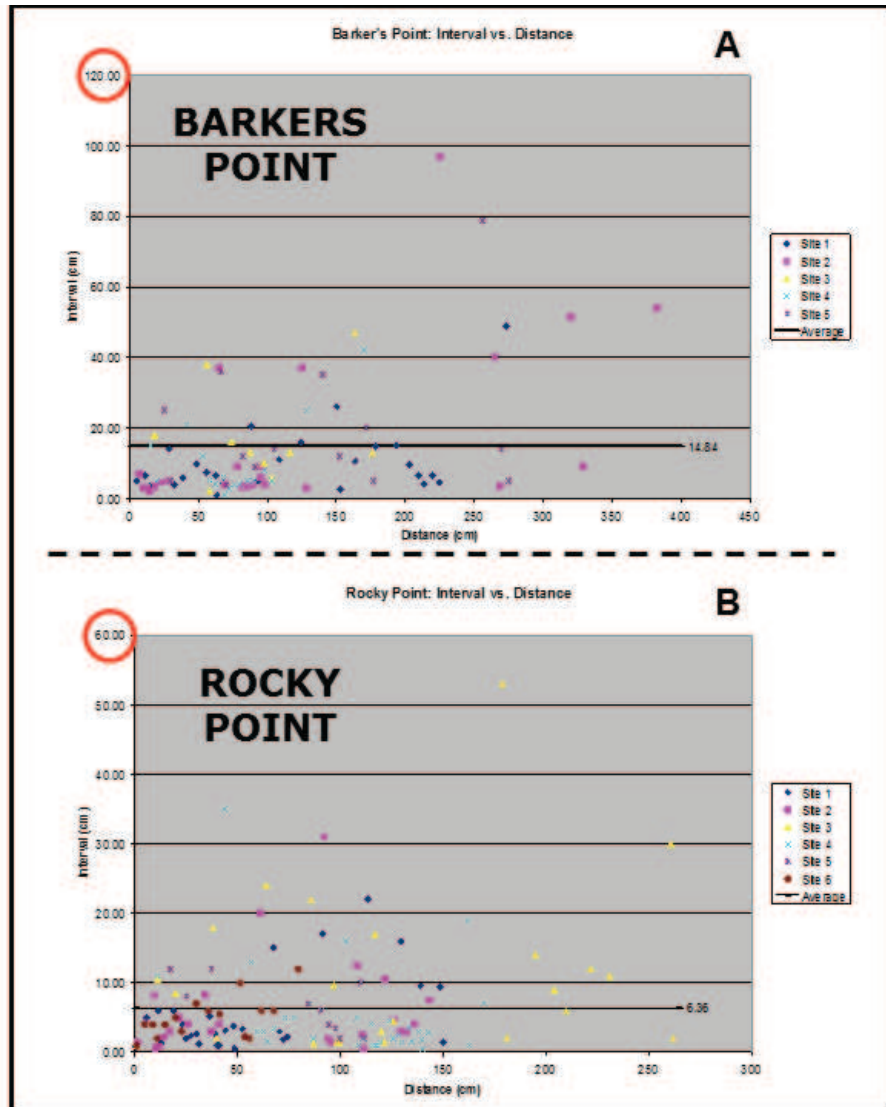 Barker's Point: Interval vs. Distance
A
BARKERS
POINT
120.00
100.00
80.00
60.00
40.00
20.00
0.00
Interval (cm)
0
50
100
150
200
250
300
350
400
450
Distance (cm)
14.84
Site 1
Site 2
Site 3
Site 4
Site 5
Average
Rocky Point: Interval vs. Distance
B
ROCKY
POINT
60.00
50.00
40.00
30.00
20.00
10.00
0.00
Interval (cm)
0
50
100
150
200
250
300
Distance (cm)
6.36
Site 1
Site 2
Site 3
Site 4
Site 5
Site 6
Average